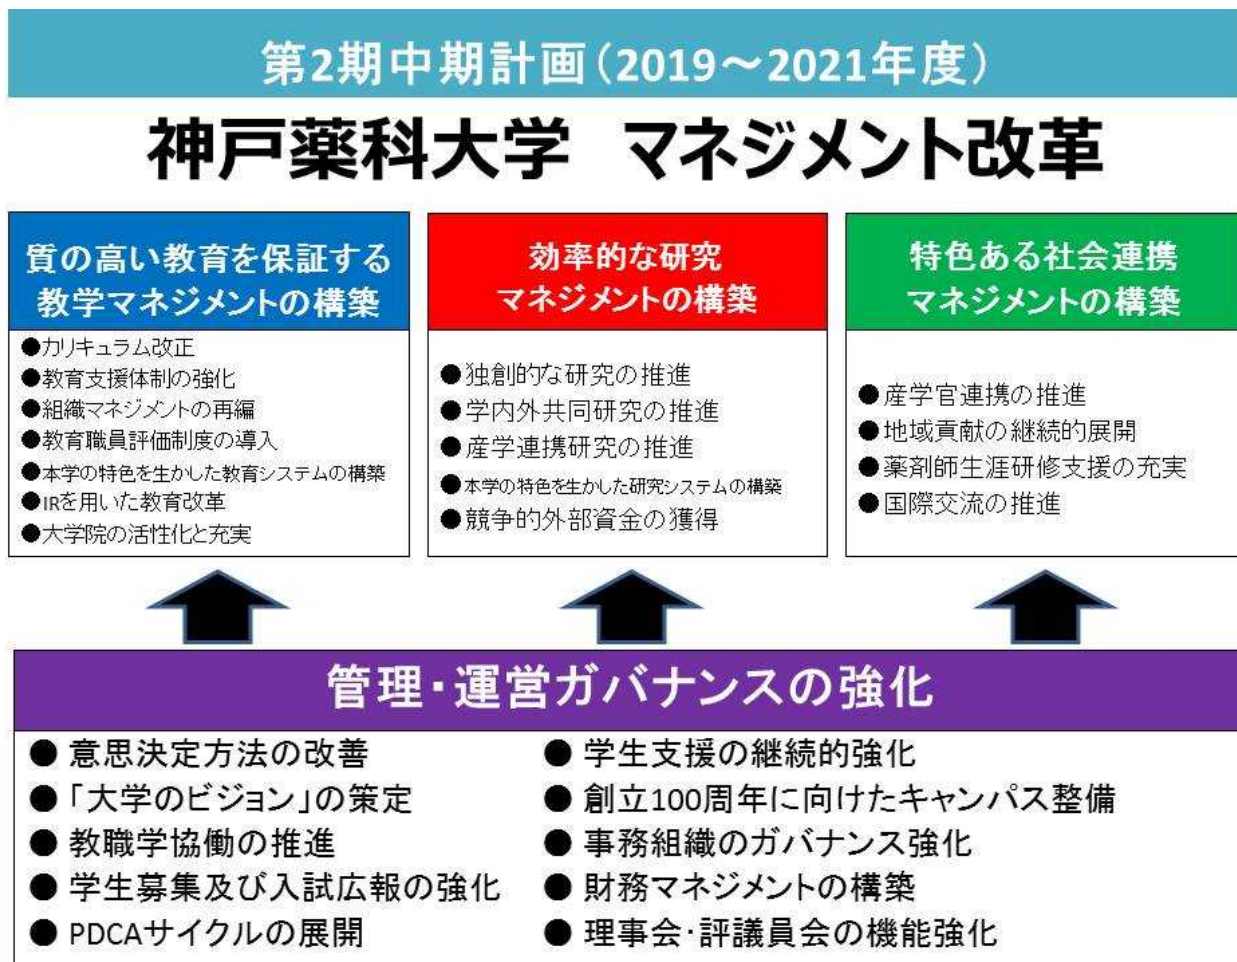 第2期中期計画(2019～2021年度)
神戸薬科大学 マネジメント改革
質の高い教育を保証する
教学マネジメントの構築
●カリキュラム改正
●教育支援体制の強化
●組織マネジメントの再編
●教育職員評価制度の導入
●本学の特色を生かした教育システムの構築
●IRを用いた教育改革
●大学院の活性化と充実
効率的な研究
マネジメントの構築
●独創的な研究の推進
●学内外共同研究の推進
●産学連携研究の推進
●本学の特色を生かした研究システムの構築
●競争的外部資金の獲得
特色ある社会連携
マネジメントの構築
●産学官連携の推進
●地域貢献の継続的展開
●薬剤師生涯研修支援の充実
●国際交流の推進
管理・運営ガバナンスの強化
● 意思決定方法の改善
● 「大学のビジョン」の策定
● 教職学協働の推進
● 学生募集及び入試広報の強化
● PDCAサイクルの展開
● 学生支援の継続的強化
● 創立100周年に向けたキャンパス整備
● 事務組織のガバナンス強化
● 財務マネジメントの構築
● 理事会・評議員会の機能強化